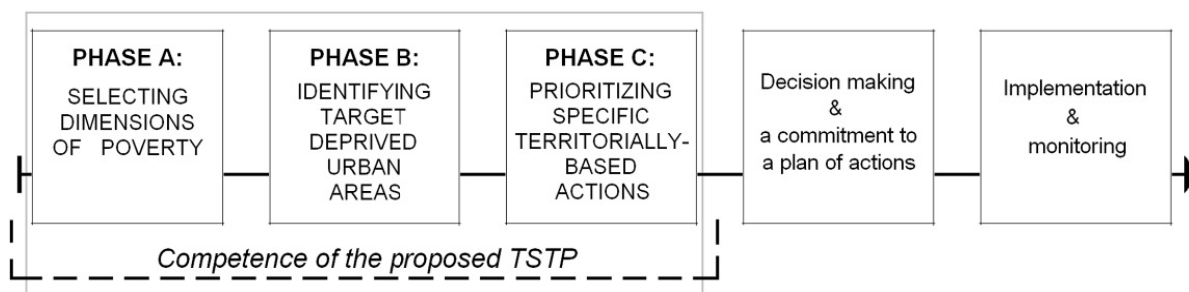 PHASE A:
SELECTING
DIMENSIONS
OF POVERTY
PHASE B:
IDENTIFYING
TARGET
DEPRIVED
URBAN
AREAS
PHASE C:
PRIORITIZING
SPECIFIC
TERRITORIALLY-
BASED
ACTIONS
Decision making
&
a commitment to
a plan of actions
Implementation
&
monitoring
Competence of the proposed TSTP